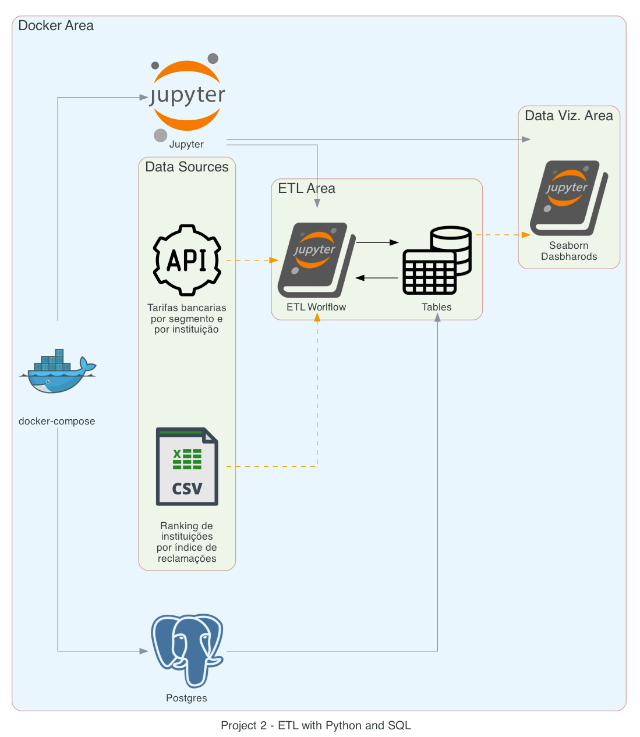 Docker Area
jupyter
Jupyter
Data Viz. Area
jupyter
Seaborn
Dasbharods
Data Sources
API
Tarifas bancarias
por segmento e
por instituição
ETL Area
jupyter
ETL Worlflow
Tables
docker-compose
X
CSV
Ranking de
instituições
por índice de
reclamações
Postgres
Project 2 - ETL with Python and SQL